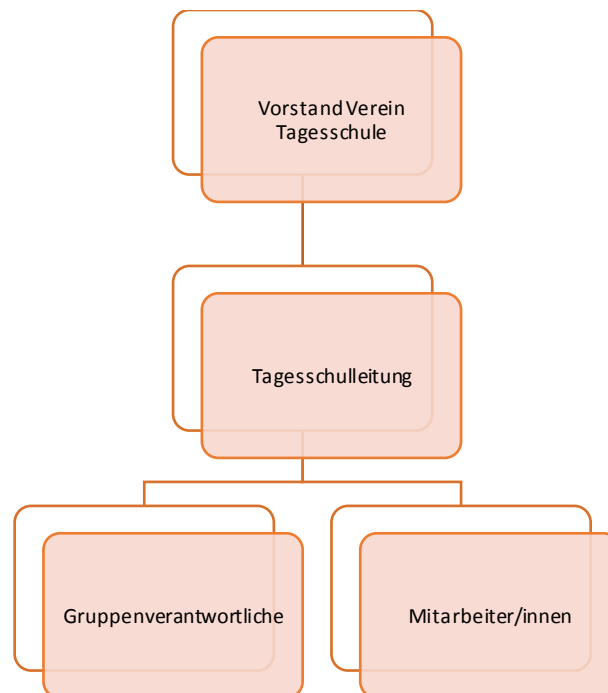 Vorstand Verein
Tagesschule
Tagesschulleitung
Gruppenverantwortliche
Mitarbeiter/innen